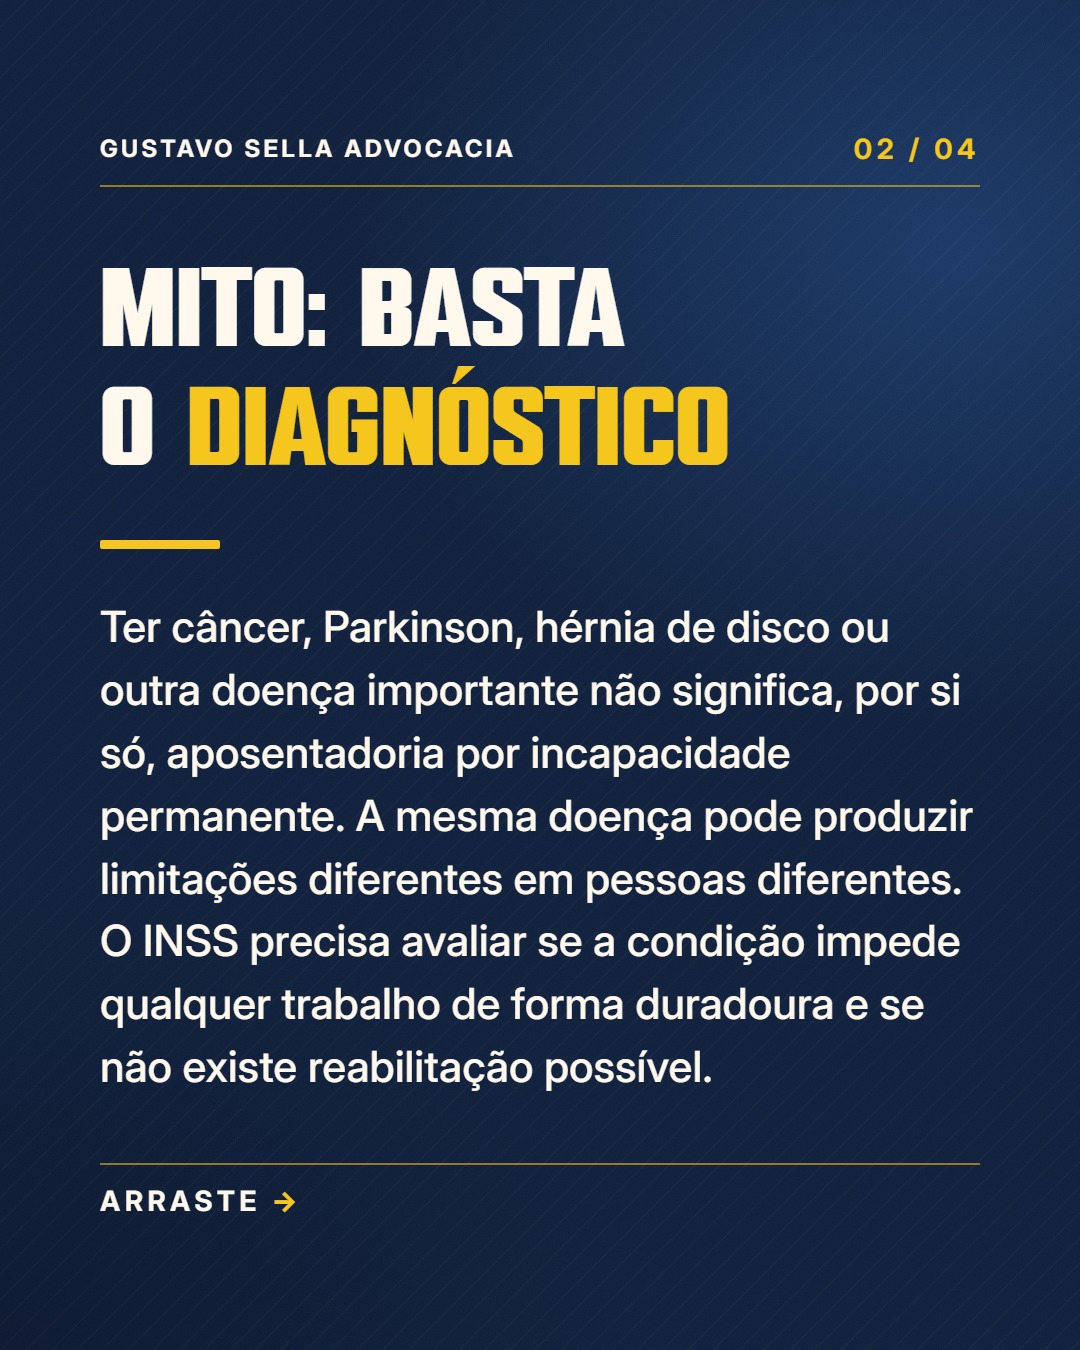 GUSTAVO SELLA ADVOCACIA
02 / 04
MITO: BASTA
O DIAGNÓSTICO
Ter câncer, Parkinson, hérnia de disco ou
outra doença importante não significa, por si
só, aposentadoria por incapacidade
permanente. A mesma doença pode produzir
limitações diferentes em pessoas diferentes.
O INSS precisa avaliar se a condição impede
qualquer trabalho de forma duradoura e se
não existe reabilitação possível.
ARRASTE →